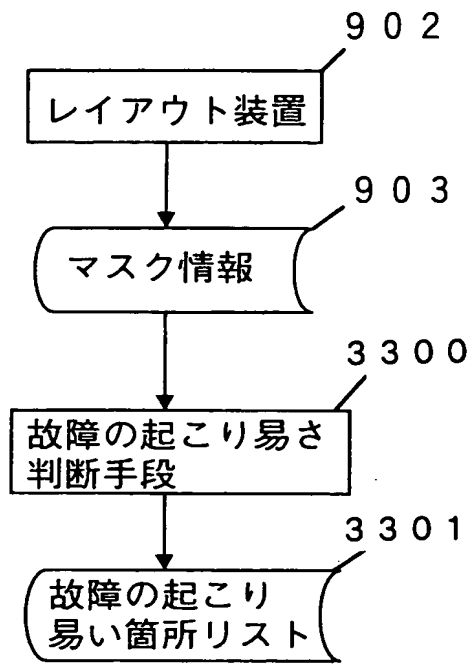 ９０２
レイアウト装置
９０３
マスク情報
３３００
故障の起こり易さ
判断手段
３３０１
故障の起こり
易い箇所リスト